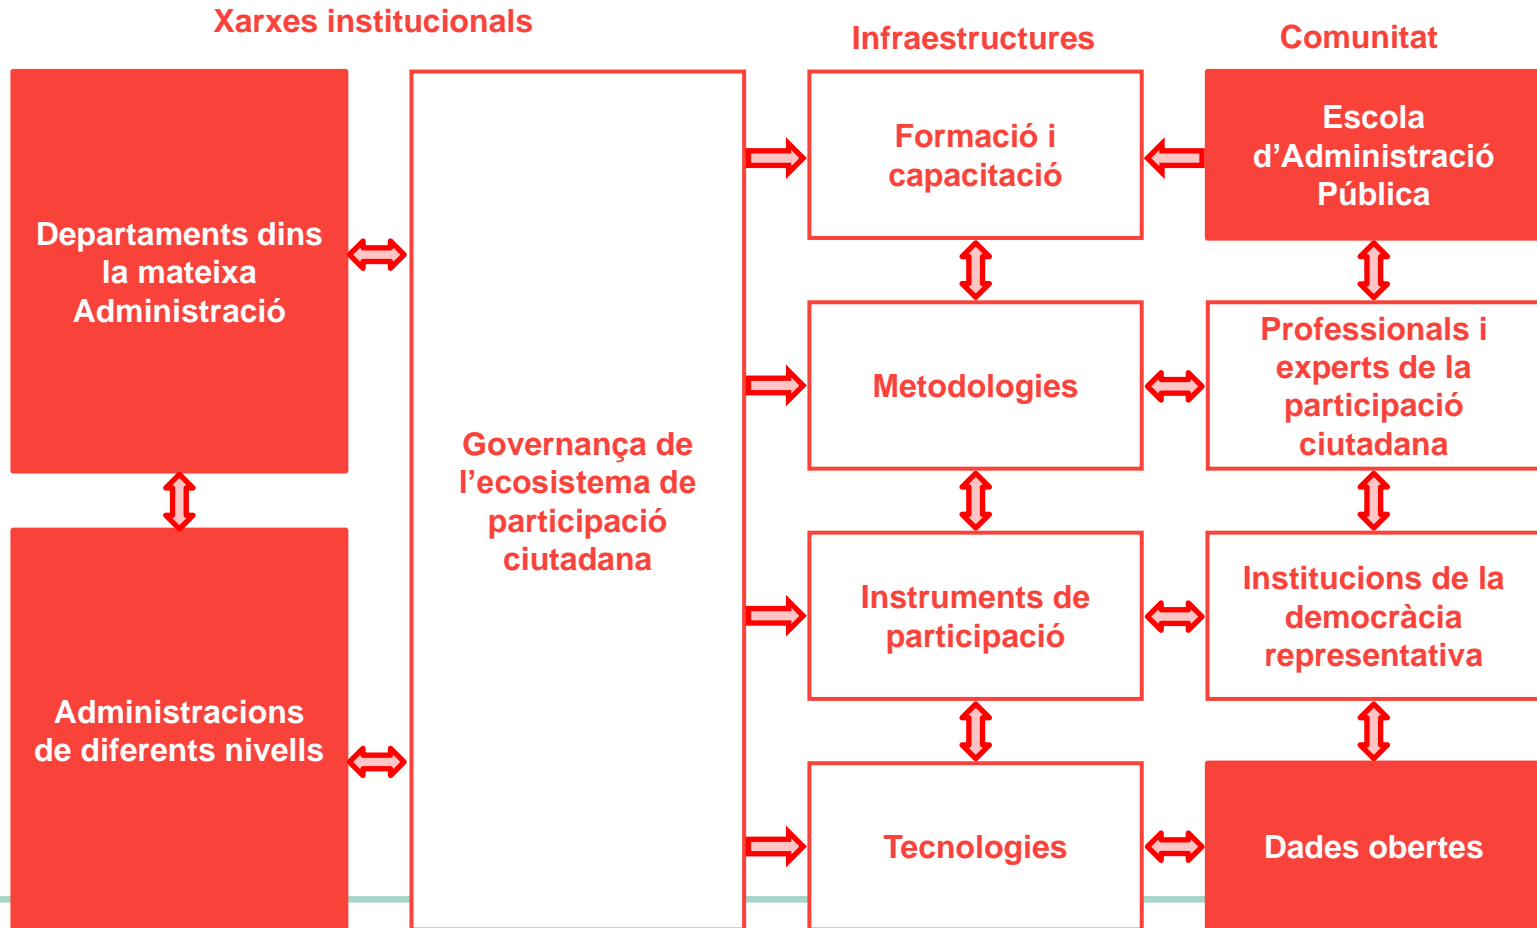 Xarxes institucionals
Infraestructures
Comunitat
Departaments dins
la mateixa
Administració
Administracions
de diferents nivells
Governança de
l’ecosistema de
participació
ciutadana
Formació i
capacitació
Metodologies
Instruments de
participació
Tecnologies
Escola
d’Administració
Pública
Professionals i
experts de la
participació
ciutadana
Institucions de la
democràcia
representativa
Dades obertes